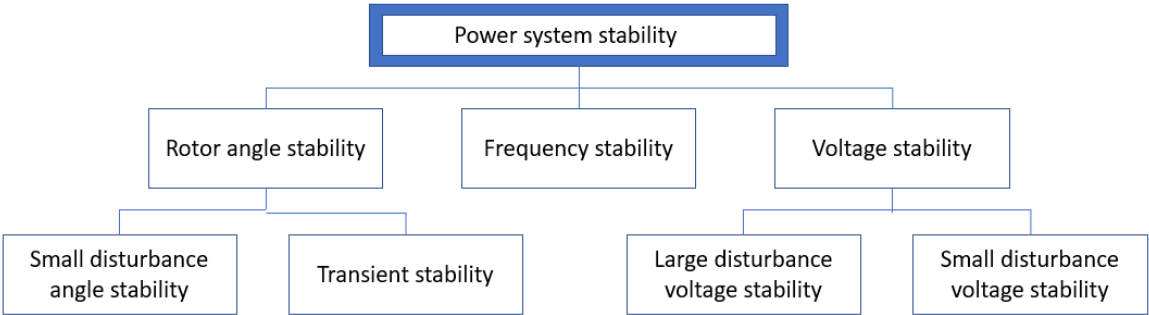 Power system stability
Rotor angle stability
Frequency stability
Voltage stability
Small disturbance
angle stability
Transient stability
Large disturbance
voltage stability
Small disturbance
voltage stability